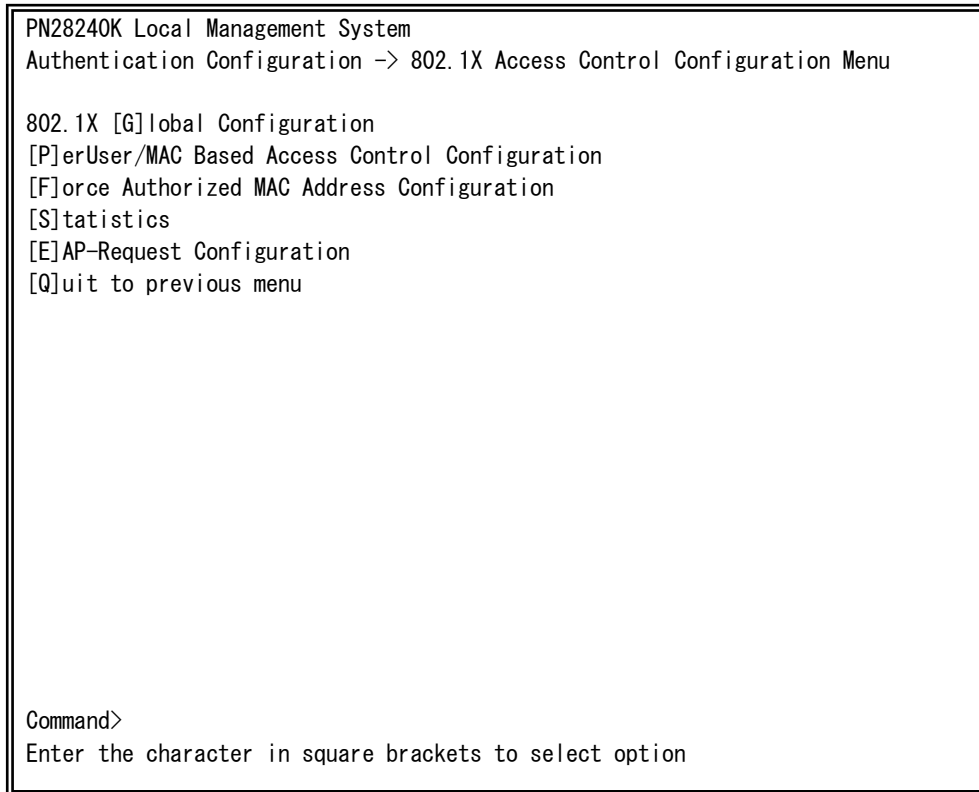 PN28240K Local Management System
Authentication Configuration -> 802.1X Access Control Configuration Menu
802.1X [G]lobal Configuration
[P]erUser/MAC Based Access Control Configuration
[F]orce Authorized MAC Address Configuration
[S]tatistics
[E]AP-Request Configuration
[Q]uit to previous menu
Command>
Enter the character in square brackets to select option